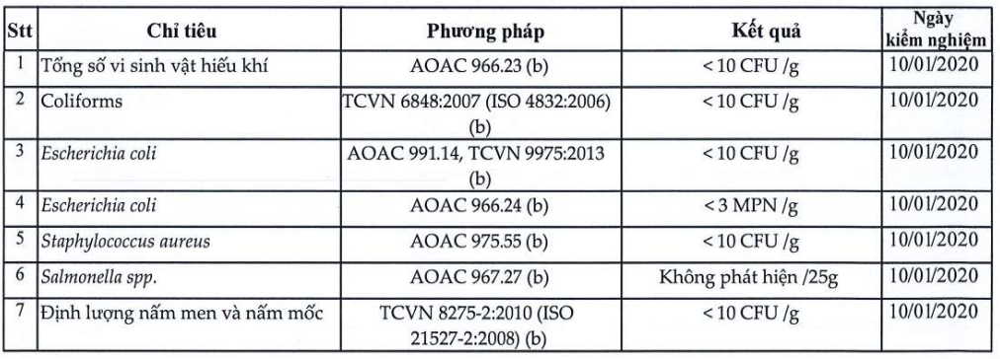 Stt Chỉ tiêu Phương pháp Kết quả Ngày kiểm nghiệm
1 Tổng số vi sinh vật hiếu khí AOAC 966.23 (b) < 10 CFU /g 10/01/2020
2 Coliforms TCVN 6848:2007 (ISO 4832:2006) (b) < 10 CFU /g 10/01/2020
3 Escherichia coli AOAC 991.14, TCVN 9975:2013 (b) < 10 CFU /g 10/01/2020
4 Escherichia coli AOAC 966.24 (b) < 3 MPN /g 10/01/2020
5 Staphylococcus aureus AOAC 975.55 (b) < 10 CFU /g 10/01/2020
6 Salmonella spp. AOAC 967.27 (b) Không phát hiện /25g 10/01/2020
7 Định lượng nấm men và nấm mốc TCVN 8275-2:2010 (ISO 21527-2:2008) (b) < 10 CFU /g 10/01/2020